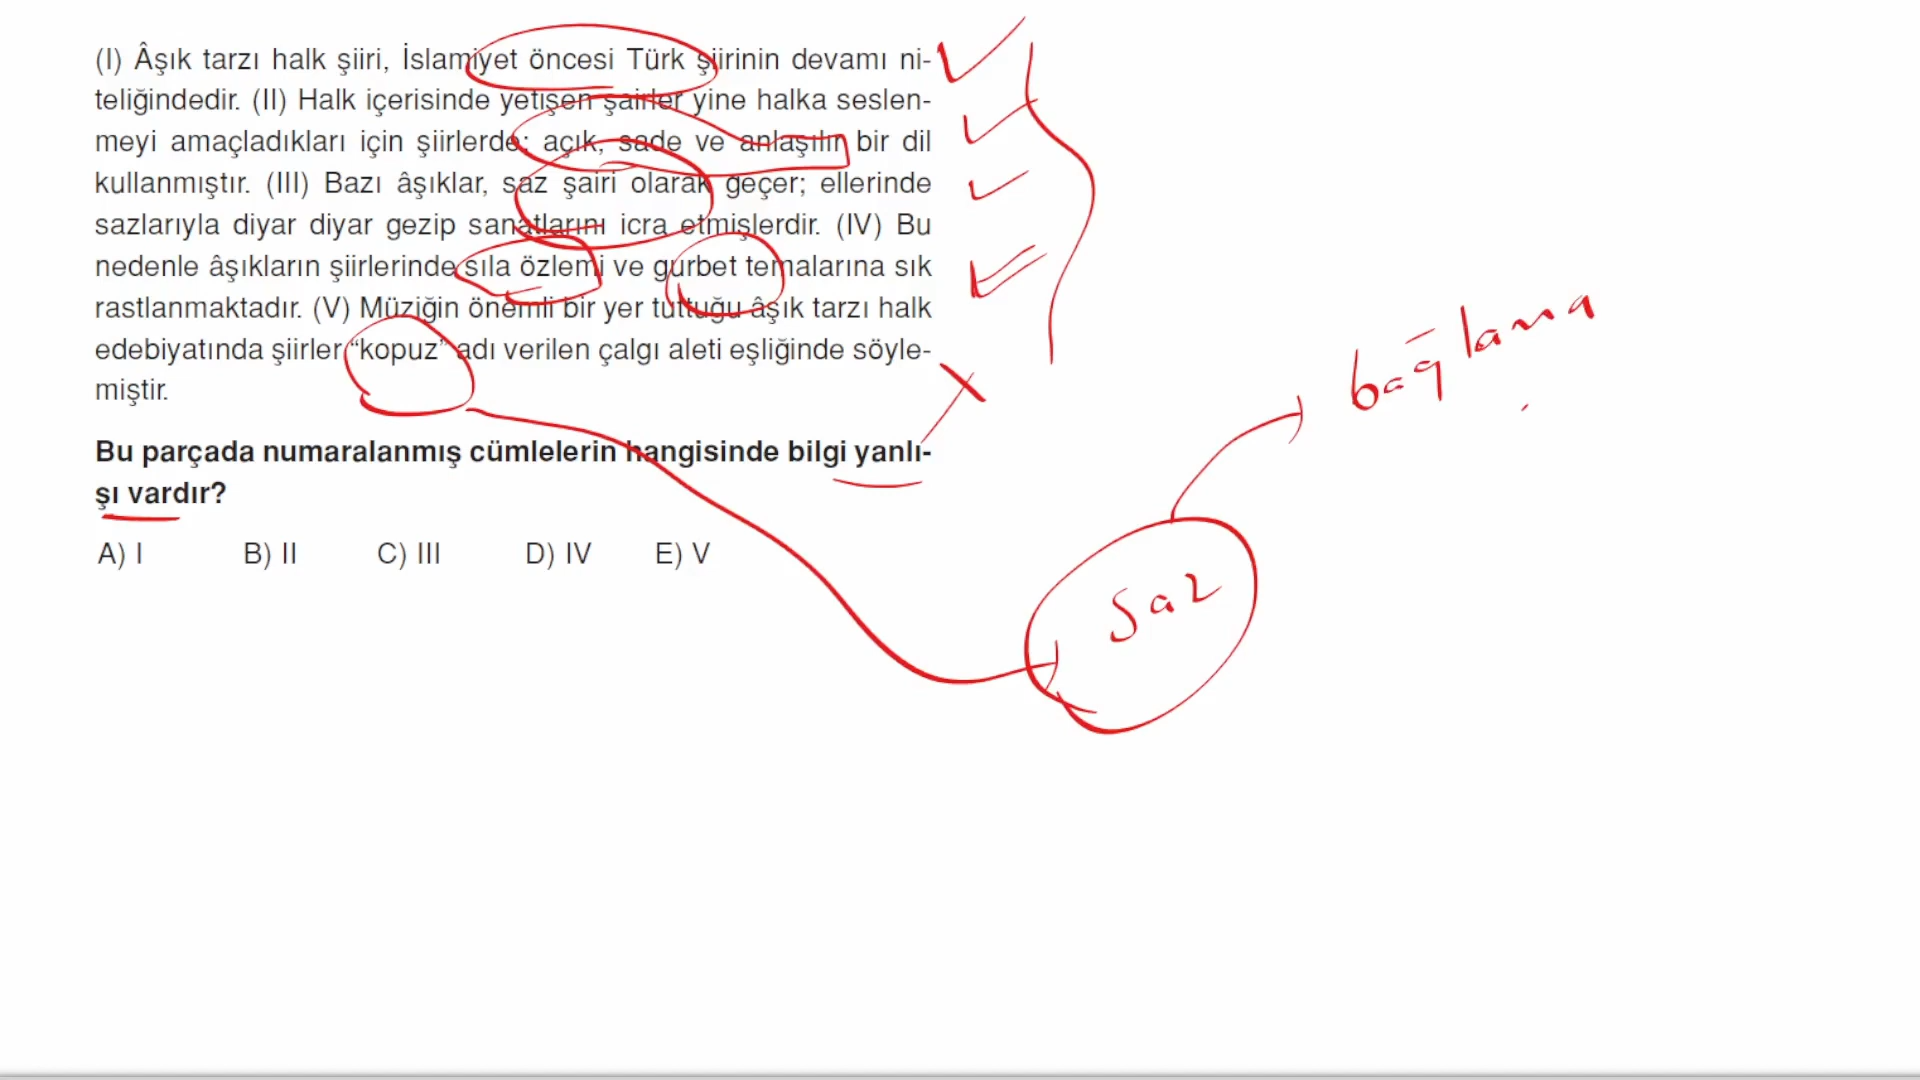 (I) Âşık tarzı halk şiiri, İslamiyet öncesi Türk şiirinin devamı ni-
teliğindedir. (II) Halk içerisinde yetişen şairler yine halka seslen-
meyi amaçladıkları için şiirlerde; açık, sade ve anlaşılır bir dil
kullanmıştır. (III) Bazı âşıklar, saz şairi olarak geçer; ellerinde
sazlarıyla diyar diyar gezip sanatlarını icra etmişlerdir. (IV) Bu
nedenle âşıkların şiirlerinde sıla özlemi ve gurbet temalarına sık
rastlanmaktadır. (V) Müziğin önemli bir yer tuttuğu âşık tarzı halk
edebiyatında şiirler “kopuz” adı verilen çalgı aleti eşliğinde söyle-
miştir.
Bu parçada numaralanmış cümlelerin hangisinde bilgi yanlı-
şı vardır?
A) I B) II C) III D) IV E) V
bağlama
Saz